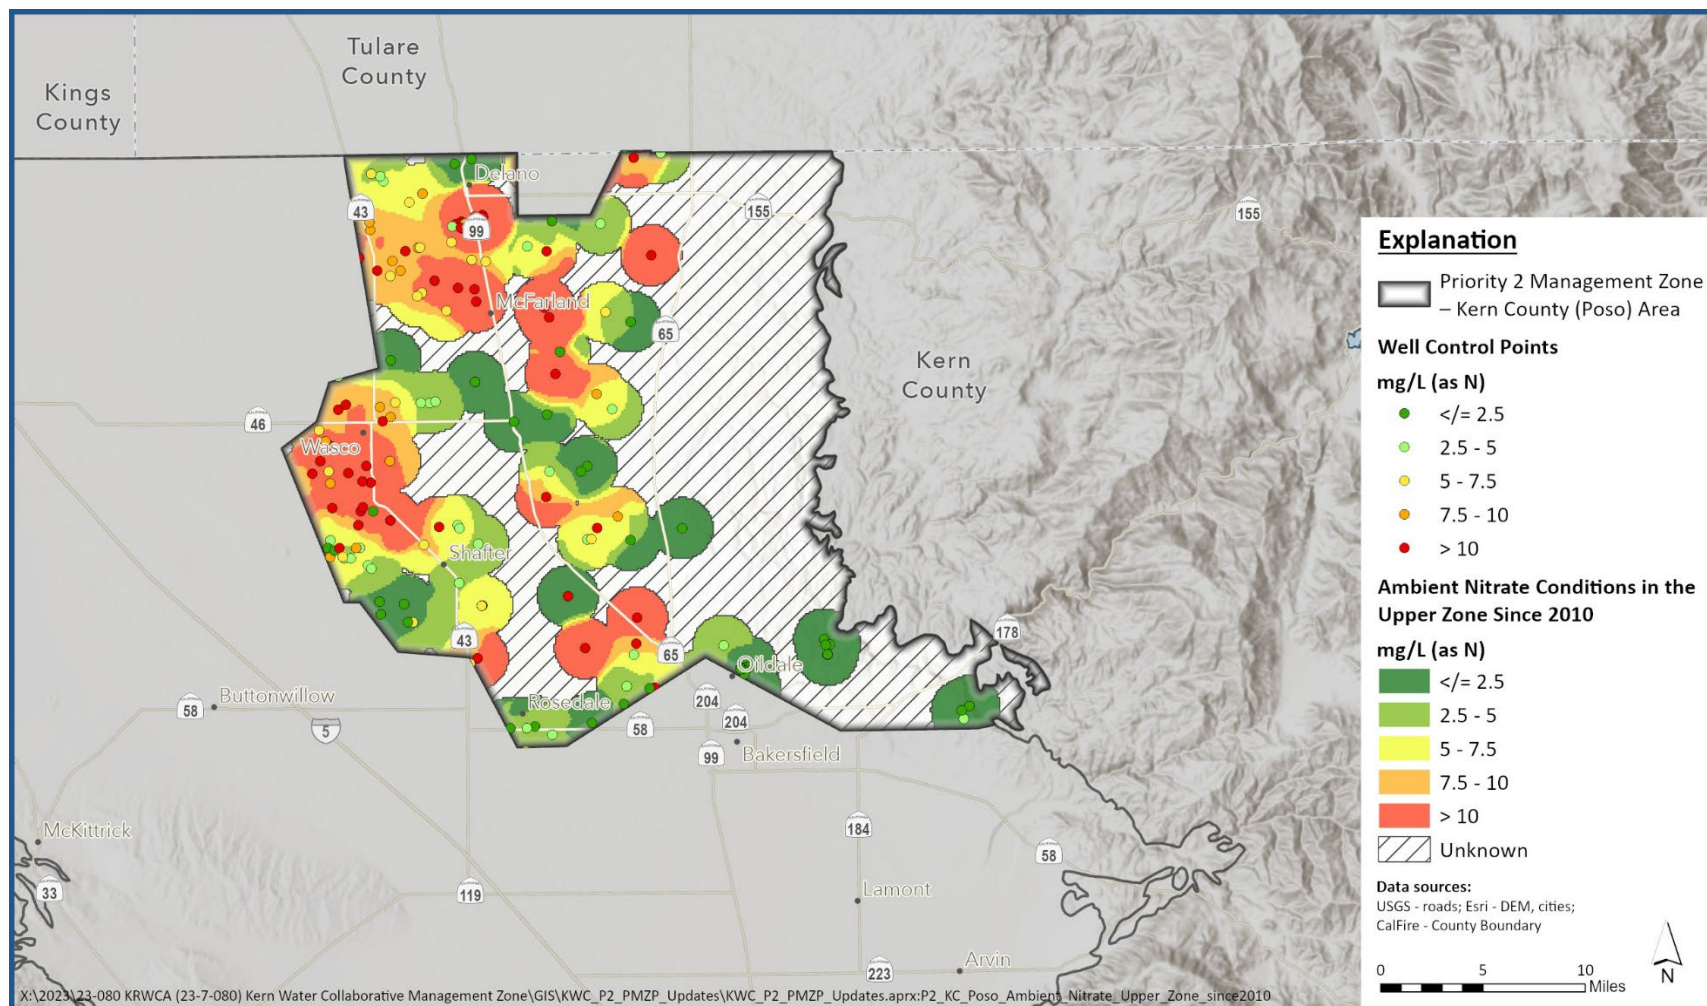 Tulare
County
Kings
County
Delano
43
99
155
155
McFarland
65
Kern
County
46
Wasco
Shafter
43
178
65
Oildale
Buttonwillow
58
Rosedale
204
204
58
5
99
Bakersfield
McKittrick
184
58
33
119
Lamont
223
Arvin
Explanation
Priority 2 Management Zone
– Kern County (Poso) Area
Well Control Points
mg/L (as N)
</= 2.5
2.5 - 5
5 - 7.5
7.5 - 10
> 10
Ambient Nitrate Conditions in the
Upper Zone Since 2010
mg/L (as N)
</= 2.5
2.5 - 5
5 - 7.5
7.5 - 10
> 10
Unknown
Data sources:
USGS - roads; Esri - DEM, cities;
CalFire - County Boundary
0 5 10
Miles
N
X:\2023\23-080 KRWCA (23-7-080) Kern Water Collaborative Management Zone\GIS\KWC_P2_PMZP_Updates\KWC_P2_PMZP_Updates.aprx:P2_KC_Poso_Ambient_Nitrate_Upper_Zone_since2010